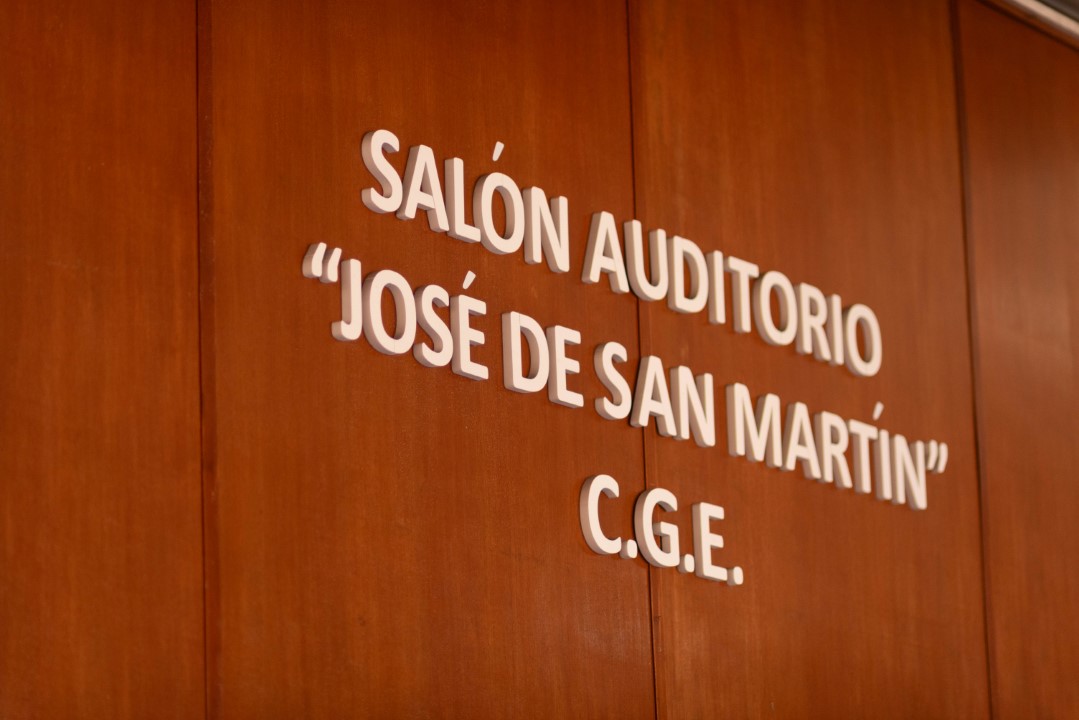 SALÓN AUDITORIO
“JOSÉ DE SAN MARTÍN”
C.G.E.